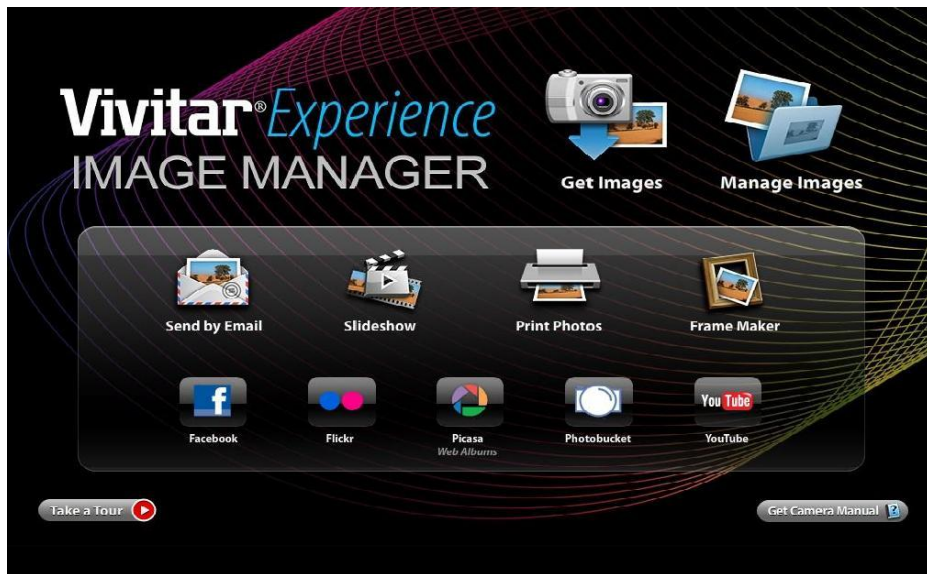 Vivitar® Experience
IMAGE MANAGER
Get Images
Manage Images
Send by Email
Slideshow
Print Photos
Frame Maker
f
You Tube
Facebook
Flickr
Picasa
Web Albums
Photobucket
YouTube
Take a Tour
Get Camera Manual ?